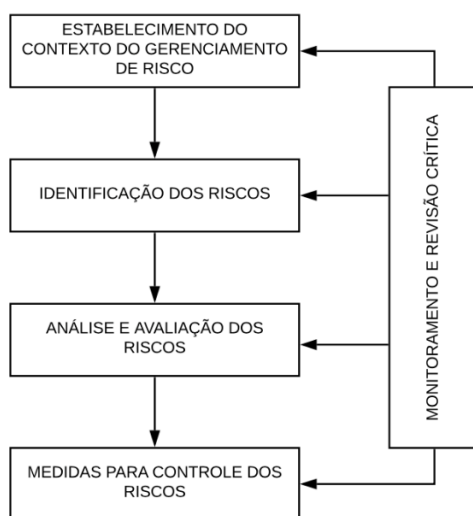 ESTABELECIMENTO DO
CONTEXTO DO GERENCIAMENTO
DE RISCO
IDENTIFICAÇÃO DOS RISCOS
ANÁLISE E AVALIAÇÃO DOS
RISCOS
MEDIDAS PARA CONTROLE DOS
RISCOS
MONITORAMENTO E REVISÃO CRÍTICA